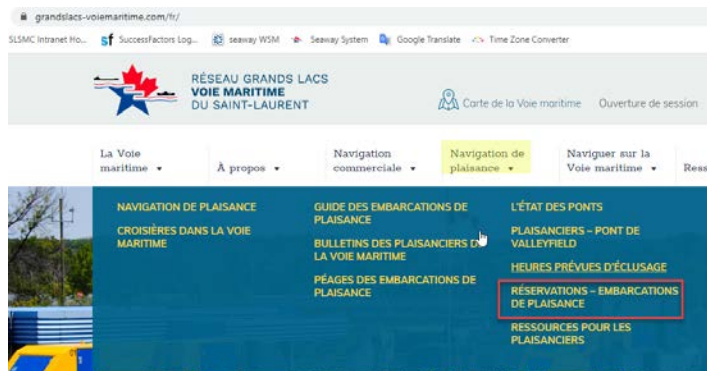 grandslacs-voiemaritime.com/fr/
SLSMC Intranet Ho... SuccessFactors Log... seaway WSM Seaway System Google Translate Time Zone Converter
RÉSEAU GRANDS LACS
VOIE MARITIME
DU SAINT-LAURENT
Carte de la Voie maritime Ouverture de session
La Voie
maritime
À propos
Navigation
commerciale
Navigation de
plaisance
Naviguer sur la
Voie maritime
Ress
NAVIGATION DE PLAISANCE
CROISIÈRES DANS LA VOIE
MARITIME
GUIDE DES EMBARCATIONS DE
PLAISANCE
BULLETINS DES PLAISANCIERS DE
LA VOIE MARITIME
PÉAGES DES EMBARCATIONS DE
PLAISANCE
L'ÉTAT DES PONTS
PLAISANCIERS – PONT DE
VALLEYFIELD
HEURES PRÉVUES D'ÉCLUSAGE
RÉSERVATIONS – EMBARCATIONS
DE PLAISANCE
RESSOURCES POUR LES
PLAISANCIERS